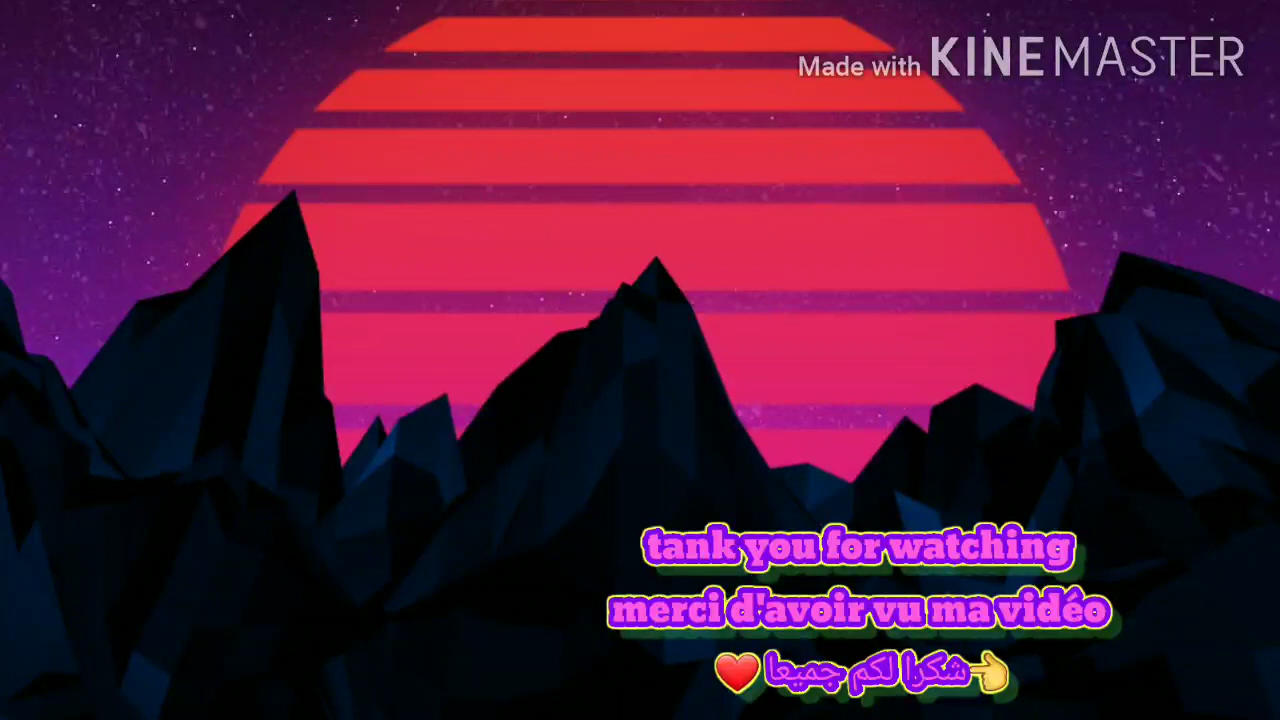 Made with KINEMASTER
tank you for watching
merci d'avoir vu ma vidéo
👈شكرا لكم جميعا❤️